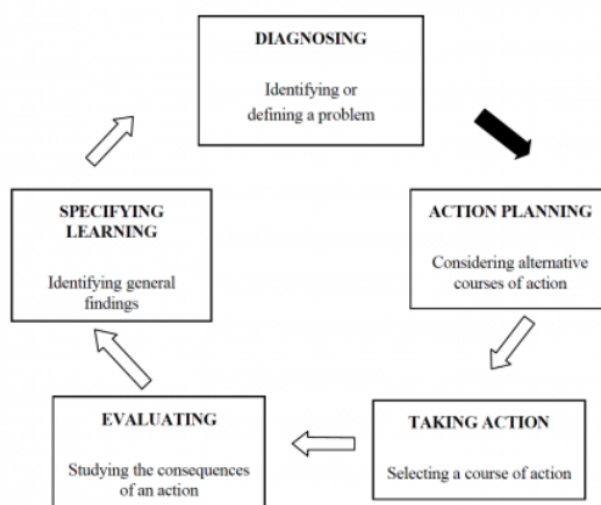 DIAGNOSING
Identifying or
defining a problem
ACTION PLANNING
Considering alternative
courses of action
TAKING ACTION
Selecting a course of action
EVALUATING
Studying the consequences
of an action
SPECIFYING
LEARNING
Identifying general
findings